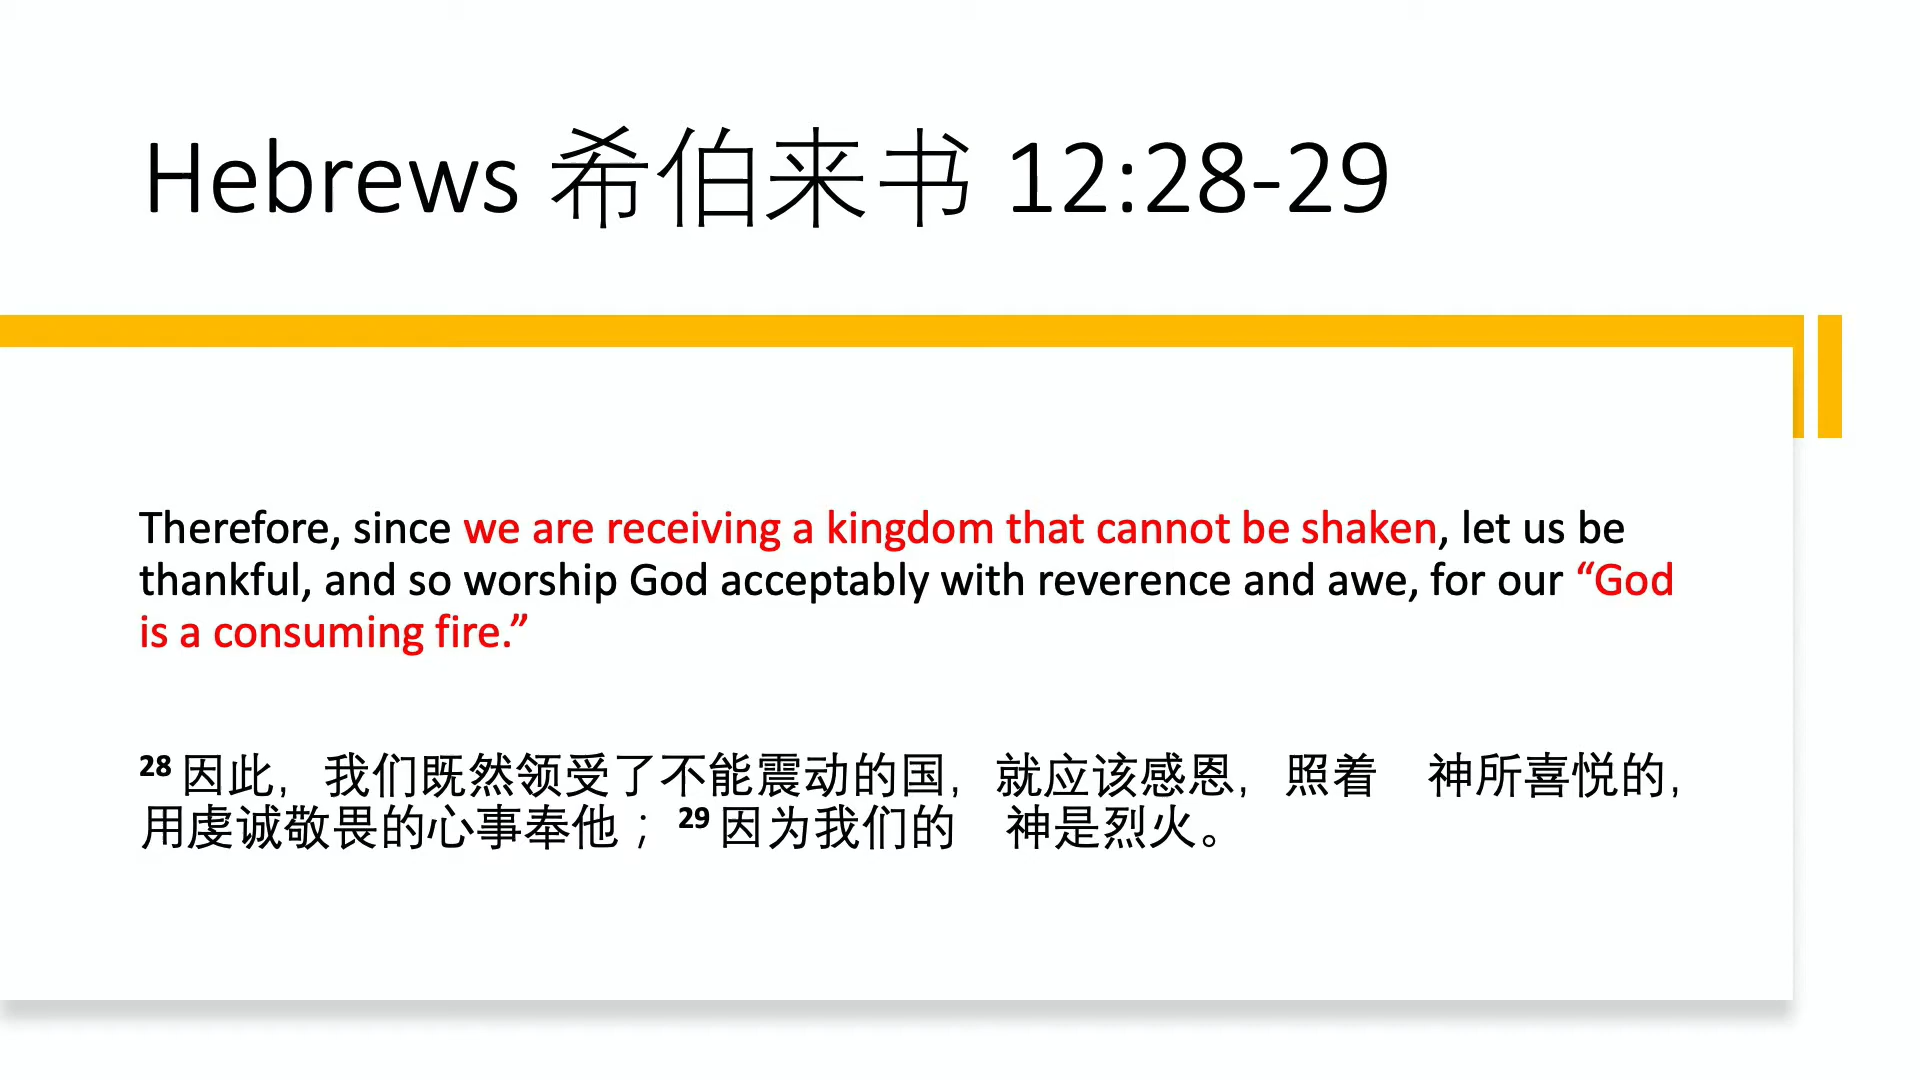 Hebrews 希伯来书 12:28-29
Therefore, since we are receiving a kingdom that cannot be shaken, let us be
thankful, and so worship God acceptably with reverence and awe, for our “God
is a consuming fire.”
28 因此，我们既然领受了不能震动的国，就应该感恩，照着　神所喜悦的，
用虔诚敬畏的心事奉他；29 因为我们的　神是烈火。